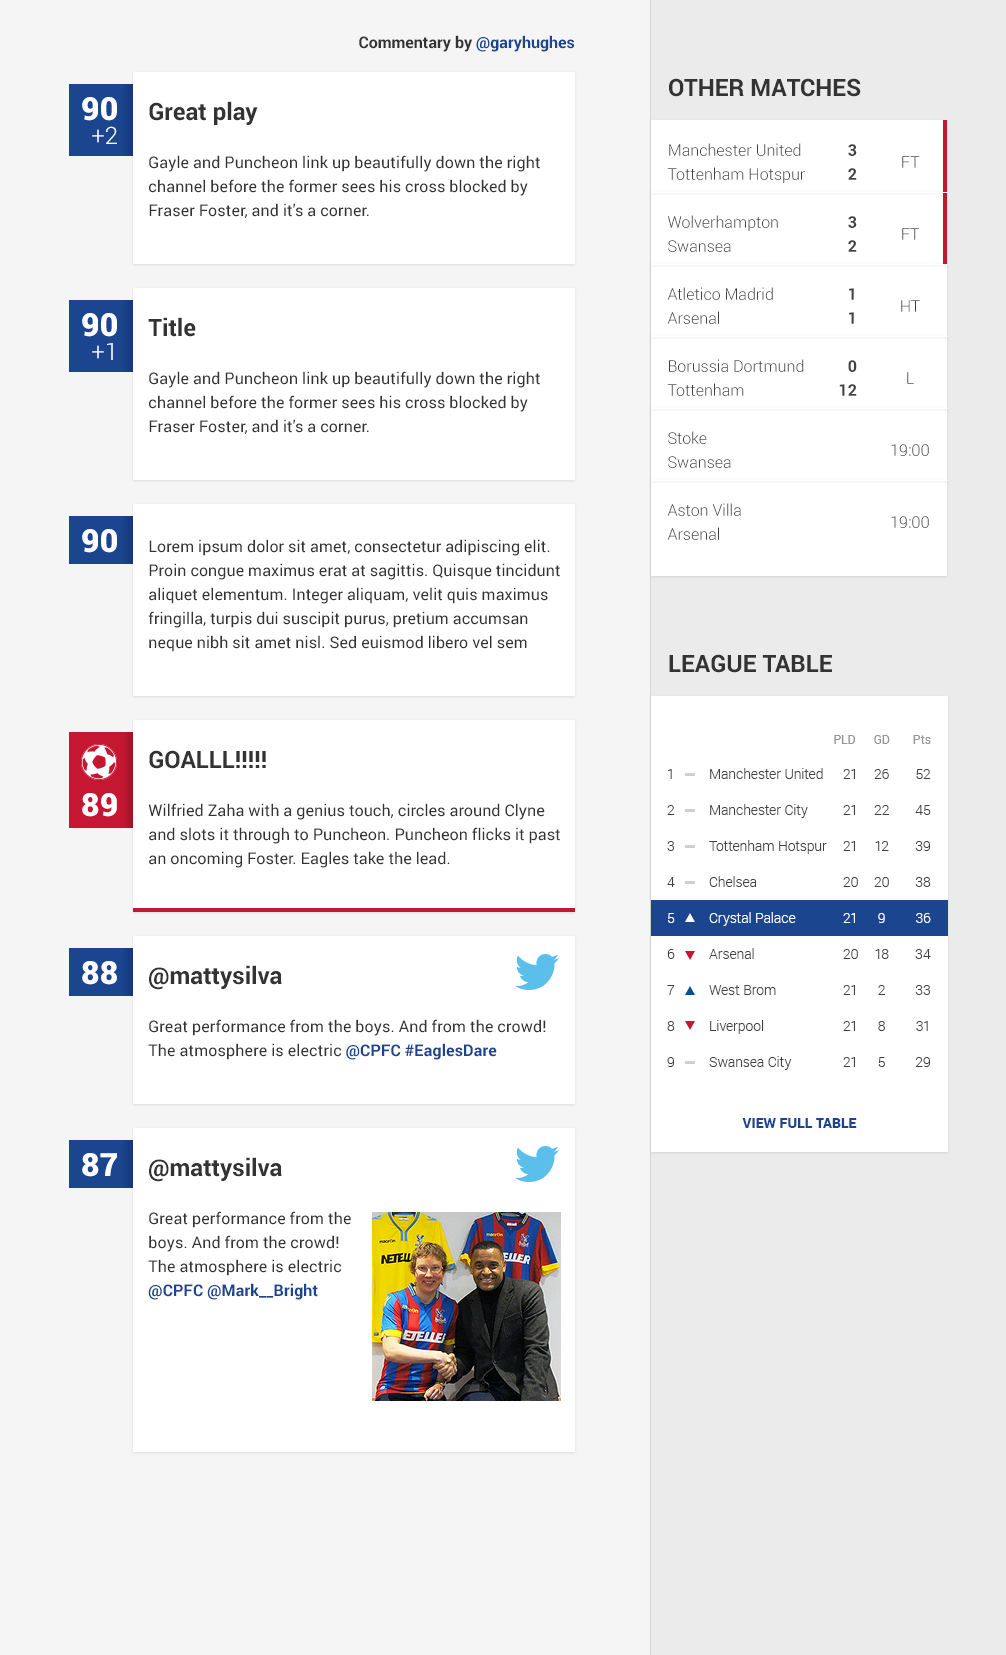 Commentary by @garyhughes
90
+2
Great play
Gayle and Puncheon link up beautifully down the right
channel before the former sees his cross blocked by
Fraser Foster, and it’s a corner.
90
+1
Title
Gayle and Puncheon link up beautifully down the right
channel before the former sees his cross blocked by
Fraser Foster, and it’s a corner.
90
Lorem ipsum dolor sit amet, consectetur adipiscing elit.
Proin congue maximus erat at sagittis. Quisque tincidunt
aliquet elementum. Integer aliquam, velit quis maximus
fringilla, turpis dui suscipit purus, pretium accumsan
neque nibh sit amet nisl. Sed euismod libero vel sem
89
GOALLL!!!!!
Wilfried Zaha with a genius touch, circles around Clyne
and slots it through to Puncheon. Puncheon flicks it past
an oncoming Foster. Eagles take the lead.
88
@mattysilva
Great performance from the boys. And from the crowd!
The atmosphere is electric @CPFC #EaglesDare
87
@mattysilva
Great performance from the
boys. And from the crowd!
The atmosphere is electric
@CPFC @Mark__Bright
macron
NETELLER
ETELLER
OTHER MATCHES
Manchester United 3
Tottenham Hotspur 2
FT
Wolverhampton 3
Swansea 2
FT
Atletico Madrid 1
Arsenal 1
HT
Borussia Dortmund 0
Tottenham 12
L
Stoke
Swansea
19:00
Aston Villa
Arsenal
19:00
LEAGUE TABLE
PLD GD Pts
1 Manchester United 21 26 52
2 Manchester City 21 22 45
3 Tottenham Hotspur 21 12 39
4 Chelsea 20 20 38
5 Crystal Palace 21 9 36
6 Arsenal 20 18 34
7 West Brom 21 2 33
8 Liverpool 21 8 31
9 Swansea City 21 5 29
VIEW FULL TABLE